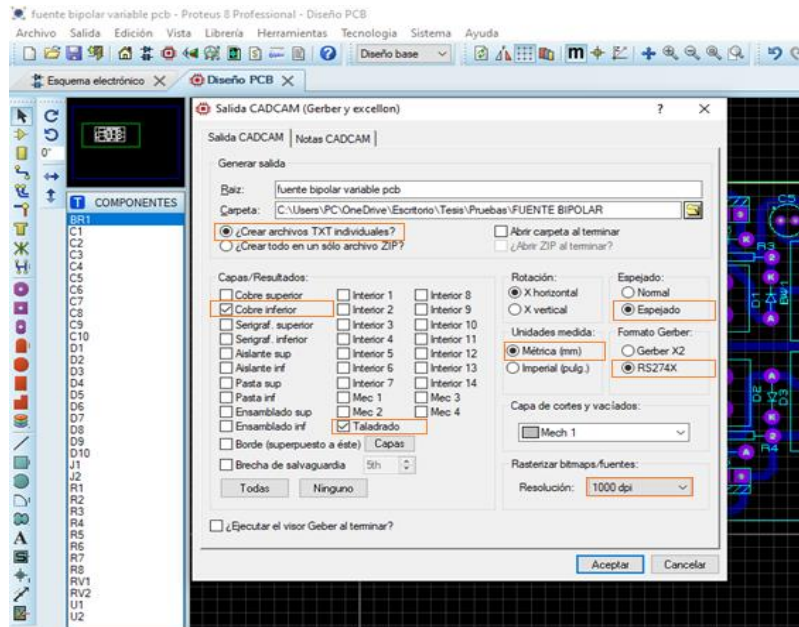 fuente bipolar variable pcb - Proteus 8 Professional - Diseño PCB
Archivo Salida Edición Vista Librería Herramientas Tecnología Sistema Ayuda
Diseño base
Esquema electrónico
Diseño PCB
0°
COMPONENTES
BR1
C1
C2
C3
C4
C5
C6
C7
C8
C9
C10
D1
D2
D3
D4
D5
D6
D7
D8
D9
D10
J1
J2
R1
R2
R3
R4
R5
R6
R7
R8
RV1
RV2
U1
U2
Salida CADCAM (Gerber y excellon)
Salida CADCAM Notas CADCAM
Generar salida
Raiz: fuente bipolar variable pcb
Carpeta: C:\Users\PC\OneDrive\Escritorio\Tesis\Pruebas\FUENTE BIPOLAR
¿Crear archivos TXT individuales? Abrir carpeta al terminar
¿Crear todo en un sólo archivo ZIP? ¿Abrir ZIP al terminar?
Capas/Resultados:
Cobre superior Interior 1 Interior 8
Cobre inferior Interior 2 Interior 9
Serigraf. superior Interior 3 Interior 10
Serigraf. inferior Interior 4 Interior 11
Aislante sup Interior 5 Interior 12
Aislante inf Interior 6 Interior 13
Pasta sup Interior 7 Interior 14
Pasta inf Mec 1 Mec 3
Ensamblado sup Mec 2 Mec 4
Ensamblado inf Taladrado
Borde (superpuesto a éste) Capas
Brecha de salvaguardia 5th
Todas Ninguno
¿Ejecutar el visor Geber al terminar?
Rotación:
X horizontal
X vertical
Espejado:
Normal
Espejado
Unidades medida:
Métrica (mm)
Imperial (pulg.)
Formato Gerber:
Gerber X2
RS274X
Capa de cortes y vaciados:
Mech 1
Rasterizar bitmaps/fuentes:
Resolución: 1000 dpi
Aceptar Cancelar
C5
R3
D1
D2
D3
R4